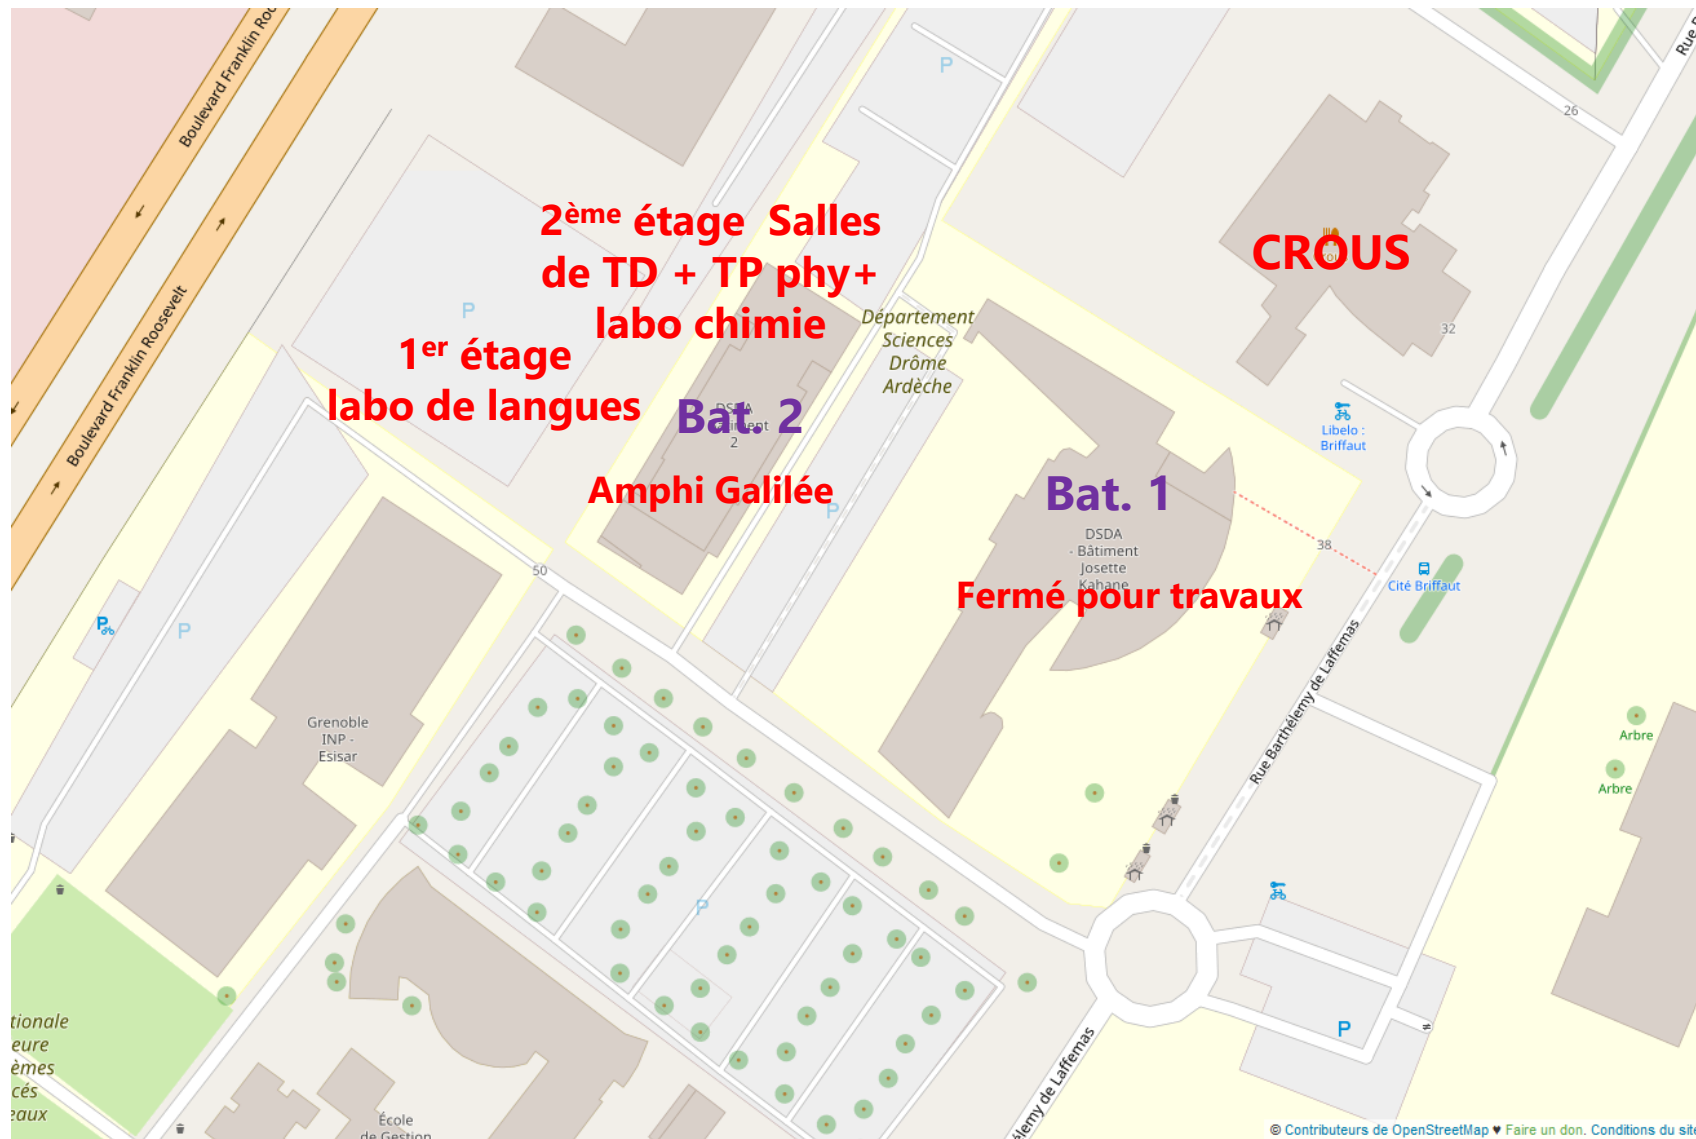 Boulevard Franklin Roo
Boulevard Franklin Roosevelt
P
Rue B
26
2ème étage  Salles
de TD + TP phy+
labo chimie
CROUS
P
32
Département
Sciences
Drôme
Ardèche
1er étage
labo de langues
Bat. 2
2
Libelo :
Briffaut
Amphi Galilée
P
Bat. 1
DSDA
- Bâtiment
Josette
Kahane
38
50
Cité Briffaut
Fermé pour travaux
P
P
Rue Barthélemy de Laffemas
Grenoble
INP -
Esisar
Arbre
Arbre
P
P
tionale
eure
èmes
cés
eaux
élemy de Laffemas
École
de Gestion
© Contributeurs de OpenStreetMap ♥ Faire un don. Conditions du site